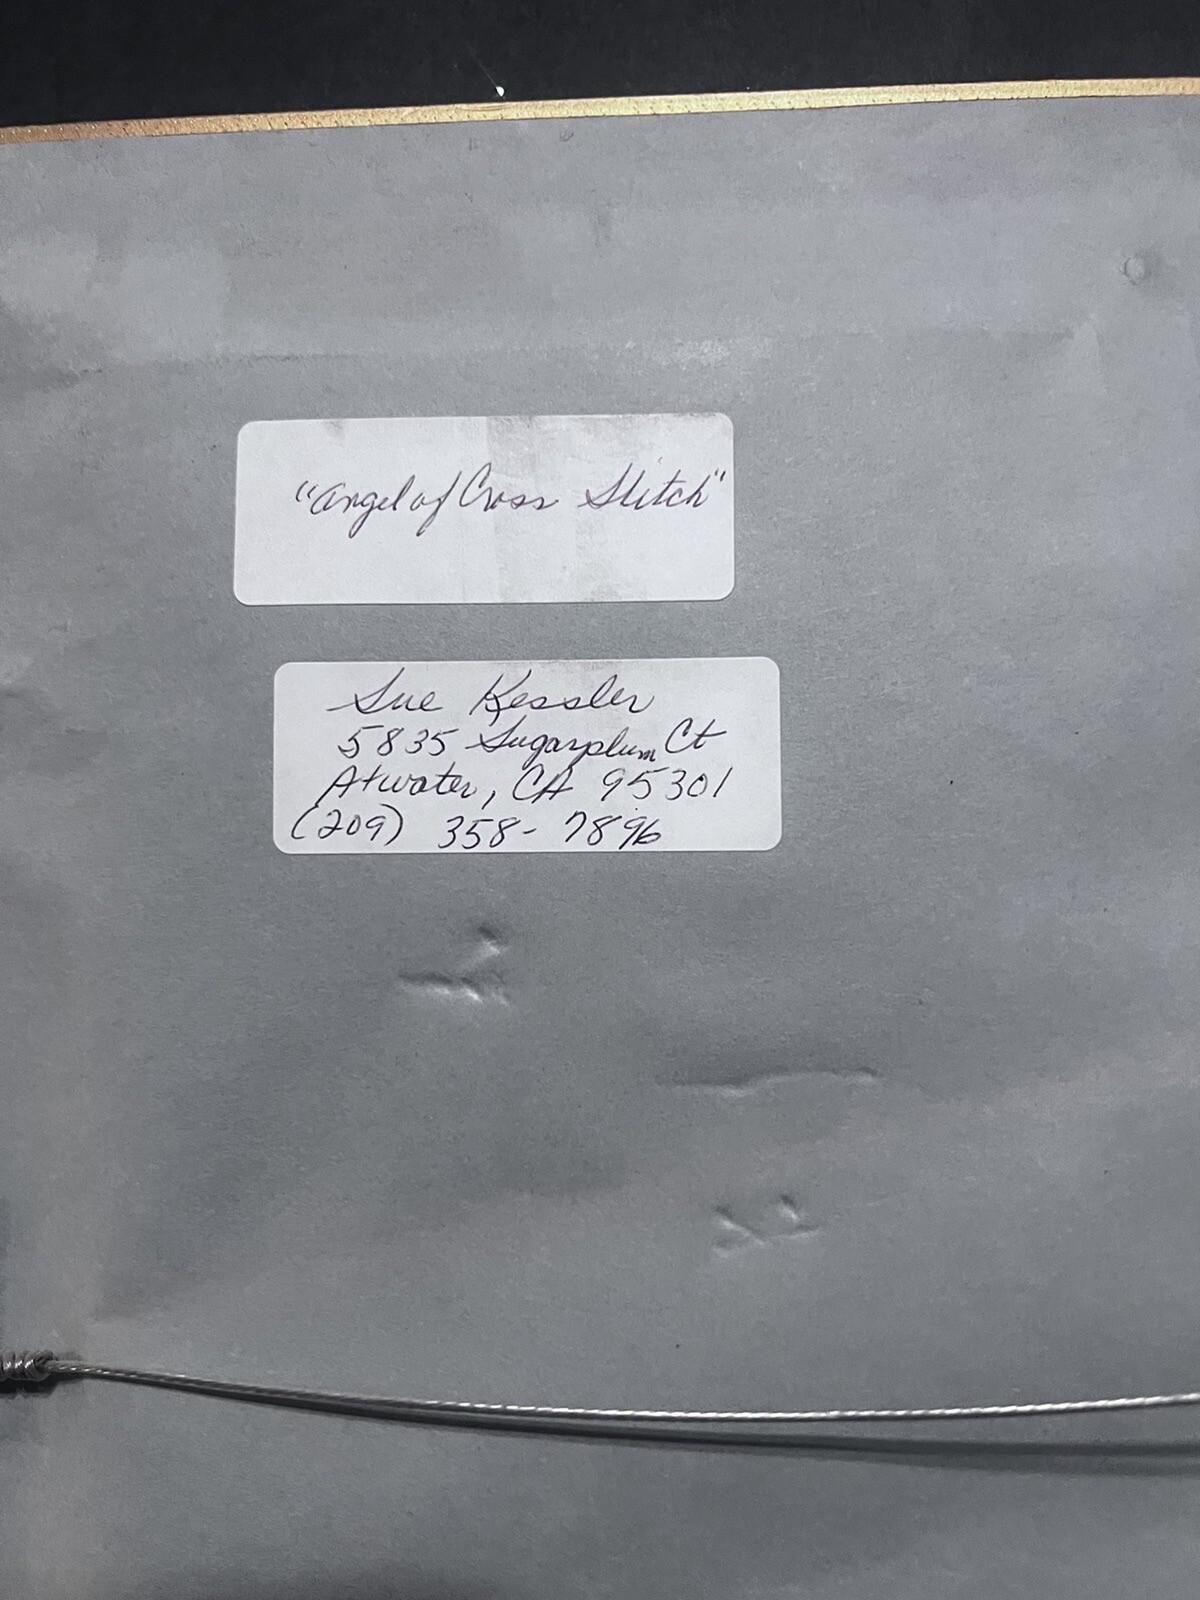 "Angel of Cross Stitch"
Sue Kessler
5835 Sugarplum Ct
Atwater, CA 95301
(209) 358-7896